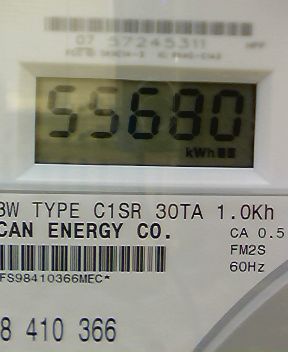 07 57245311
55680
kWh
3W TYPE C1SR 30TA 1.0Kh
CAN ENERGY CO.
CA 0.5
FM2S
60Hz
FS98410366MEC*
8 410 366